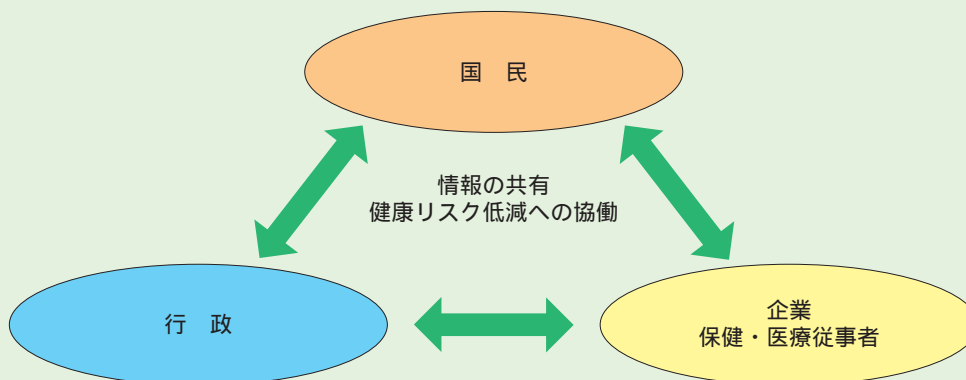 国　民
情報の共有
健康リスク低減への協働
行　政
企業
保健・医療従事者